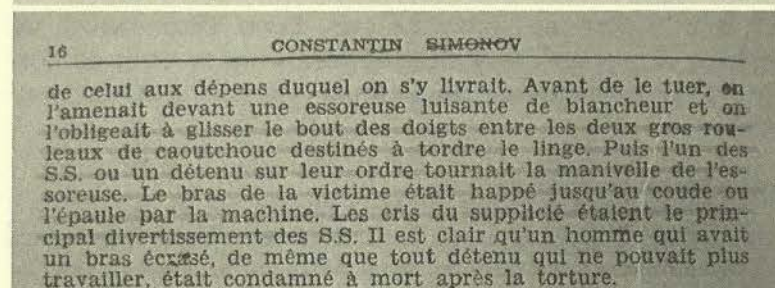 16 CONSTANTIN SIMONOV
de celui aux dépens duquel on s'y livrait. Avant de le tuer, on
l'amenait devant une essoreuse luisante de blancheur et on
l'obligeait à glisser le bout des doigts entre les deux gros rou-
leaux de caoutchouc destinés à tordre le linge. Puis l'un des
S.S. ou un détenu sur leur ordre tournait la manivelle de l'es-
soreuse. Le bras de la victime était happé jusqu'au coude ou
l'épaule par la machine. Les cris du supplicié étaient le prin-
cipal divertissement des S.S. Il est clair qu'un homme qui avait
un bras écrasé, de même que tout détenu qui ne pouvait plus
travailler, était condamné à mort après la torture.